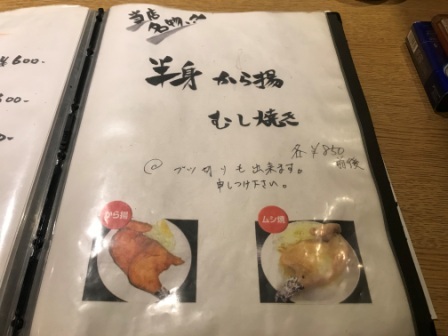 当店
名物
半身 から揚
むし焼き
各¥850
前後
ブツ切りも出来ます。
申しつけ下さい。
から揚
ムシ焼
¥600-